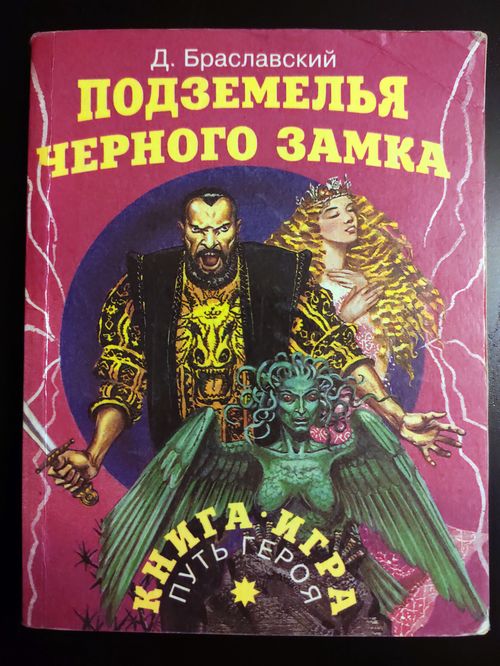 Д. Браславский
ПОДЗЕМЕЛЬЯ
ЧЕРНОГО ЗАМКА
КНИГА·ИГРА
ПУТЬ ГЕРОЯ